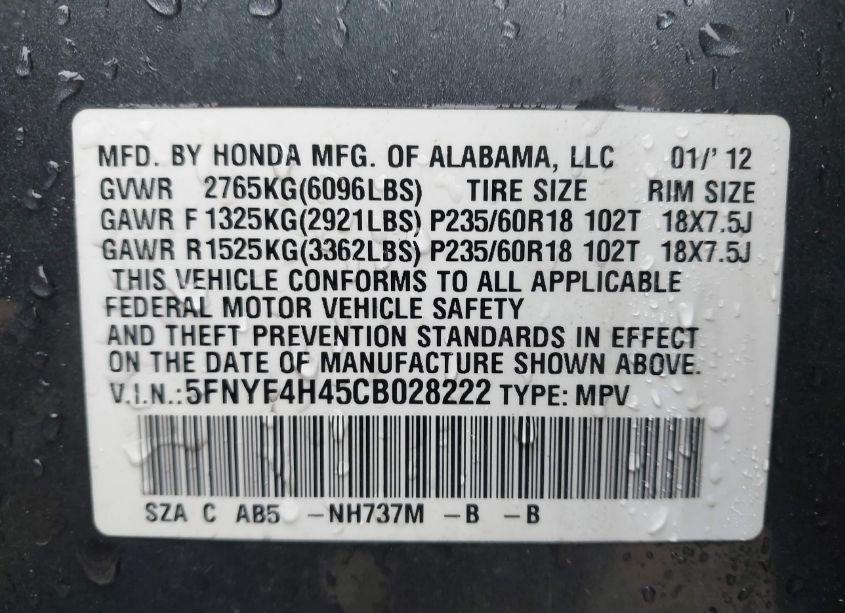 MFD. BY HONDA MFG. OF ALABAMA, LLC 01/' 12
GVWR 2765KG(6096LBS) TIRE SIZE RIM SIZE
GAWR F 1325KG(2921LBS) P235/60R18 102T 18X7.5J
GAWR R1525KG(3362LBS) P235/60R18 102T 18X7.5J
THIS VEHICLE CONFORMS TO ALL APPLICABLE
FEDERAL MOTOR VEHICLE SAFETY
AND THEFT PREVENTION STANDARDS IN EFFECT
ON THE DATE OF MANUFACTURE SHOWN ABOVE.
V.I.N.:5FNYF4H45CB028222 TYPE: MPV
SZA C AB5 -NH737M -B -B